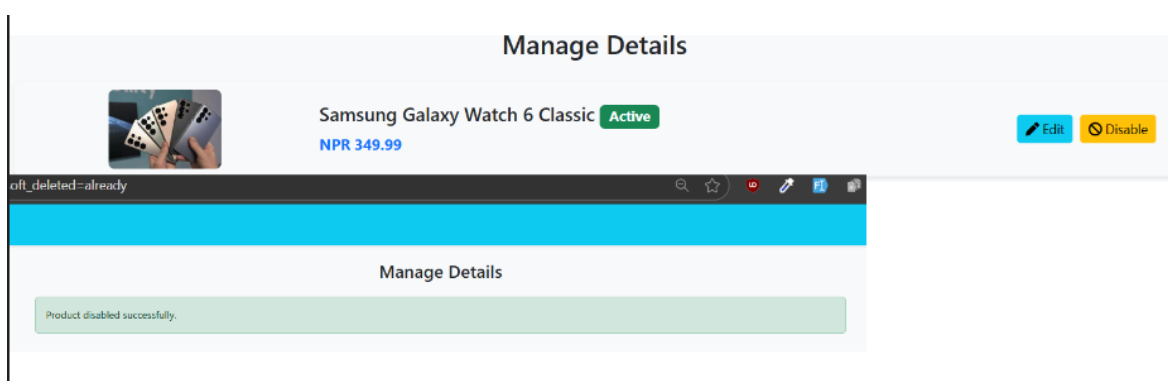 Manage Details
Samsung Galaxy Watch 6 Classic Active
NPR 349.99
Edit Disable
oft_deleted=already
Manage Details
Product disabled successfully.